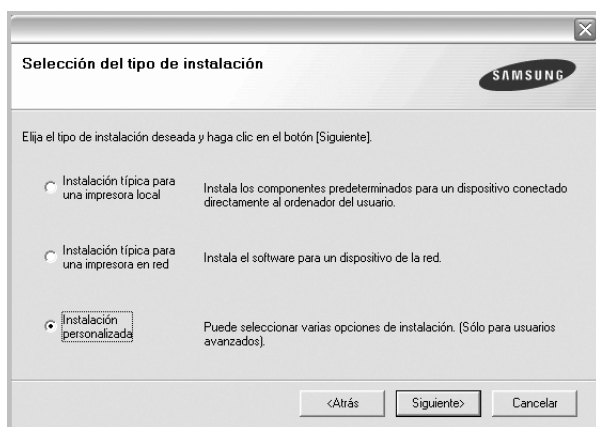 Selección del tipo de instalación
SAMSUNG
Elija el tipo de instalación deseada y haga clic en el botón [Siguiente].
Instalación típica para
una impresora local
Instala los componentes predeterminados para un dispositivo conectado
directamente al ordenador del usuario.
Instalación típica para
una impresora en red
Instala el software para un dispositivo de la red.
Instalación
personalizada
Puede seleccionar varias opciones de instalación. (Sólo para usuarios
avanzados).
<Atrás
Siguiente>
Cancelar